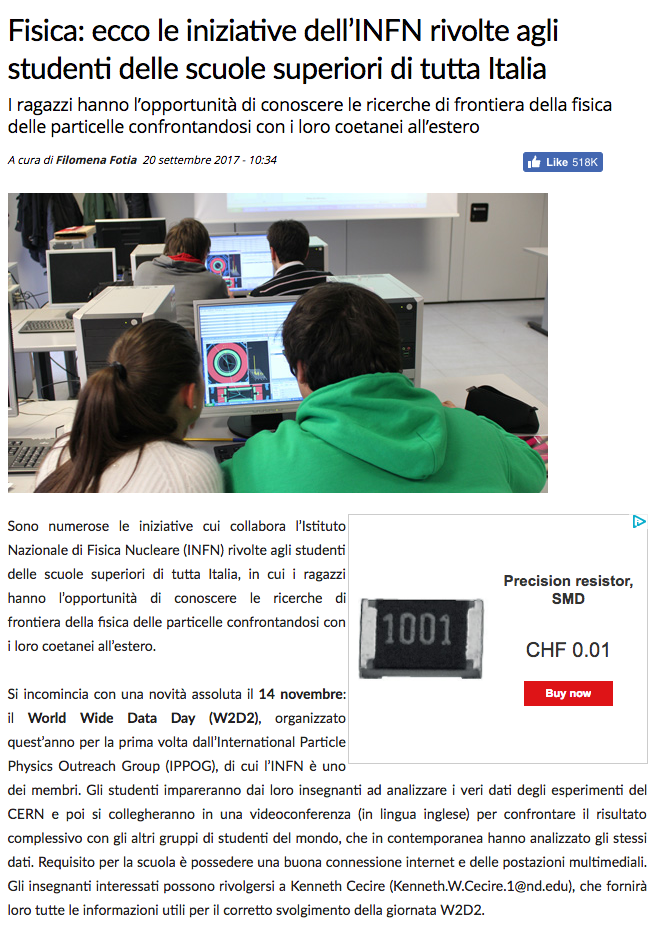 Fisica: ecco le iniziative dell’INFN rivolte agli
studenti delle scuole superiori di tutta Italia
I ragazzi hanno l’opportunità di conoscere le ricerche di frontiera della fisica
delle particelle confrontandosi con i loro coetanei all’estero
A cura di Filomena Fotia 20 settembre 2017 - 10:34
Like 518K
Sono numerose le iniziative cui collabora l’Istituto
Nazionale di Fisica Nucleare (INFN) rivolte agli studenti
delle scuole superiori di tutta Italia, in cui i ragazzi
hanno l’opportunità di conoscere le ricerche di
frontiera della fisica delle particelle confrontandosi con
i loro coetanei all’estero.
Precision resistor,
SMD
1001
CHF 0.01
Buy now
Si incomincia con una novità assoluta il 14 novembre:
il World Wide Data Day (W2D2), organizzato
quest’anno per la prima volta dall’International Particle
Physics Outreach Group (IPPOG), di cui l’INFN è uno
dei membri. Gli studenti impareranno dai loro insegnanti ad analizzare i veri dati degli esperimenti del
CERN e poi si collegheranno in una videoconferenza (in lingua inglese) per confrontare il risultato
complessivo con gli altri gruppi di studenti del mondo, che in contemporanea hanno analizzato gli stessi
dati. Requisito per la scuola è possedere una buona connessione internet e delle postazioni multimediali.
Gli insegnanti interessati possono rivolgersi a Kenneth Cecire (Kenneth.W.Cecire.1@nd.edu), che fornirà
loro tutte le informazioni utili per il corretto svolgimento della giornata W2D2.